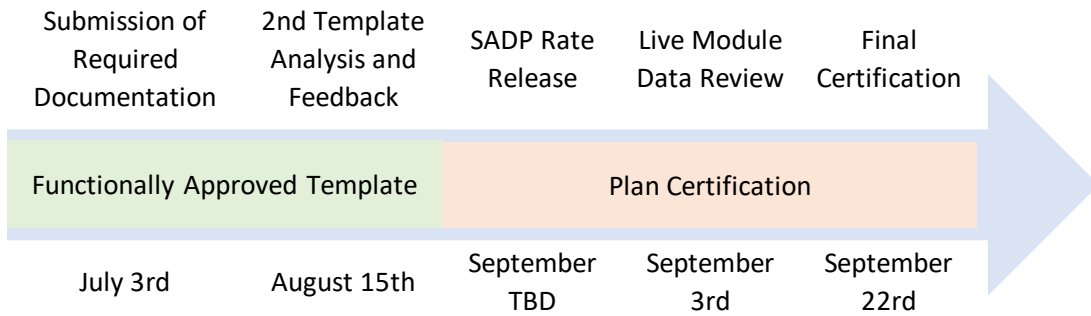 Submission of
Required
Documentation
2nd Template
Analysis and
Feedback
SADP Rate
Release
Live Module
Data Review
Final
Certification
Functionally Approved Template
Plan Certification
July 3rd
August 15th
September
TBD
September
3rd
September
22rd